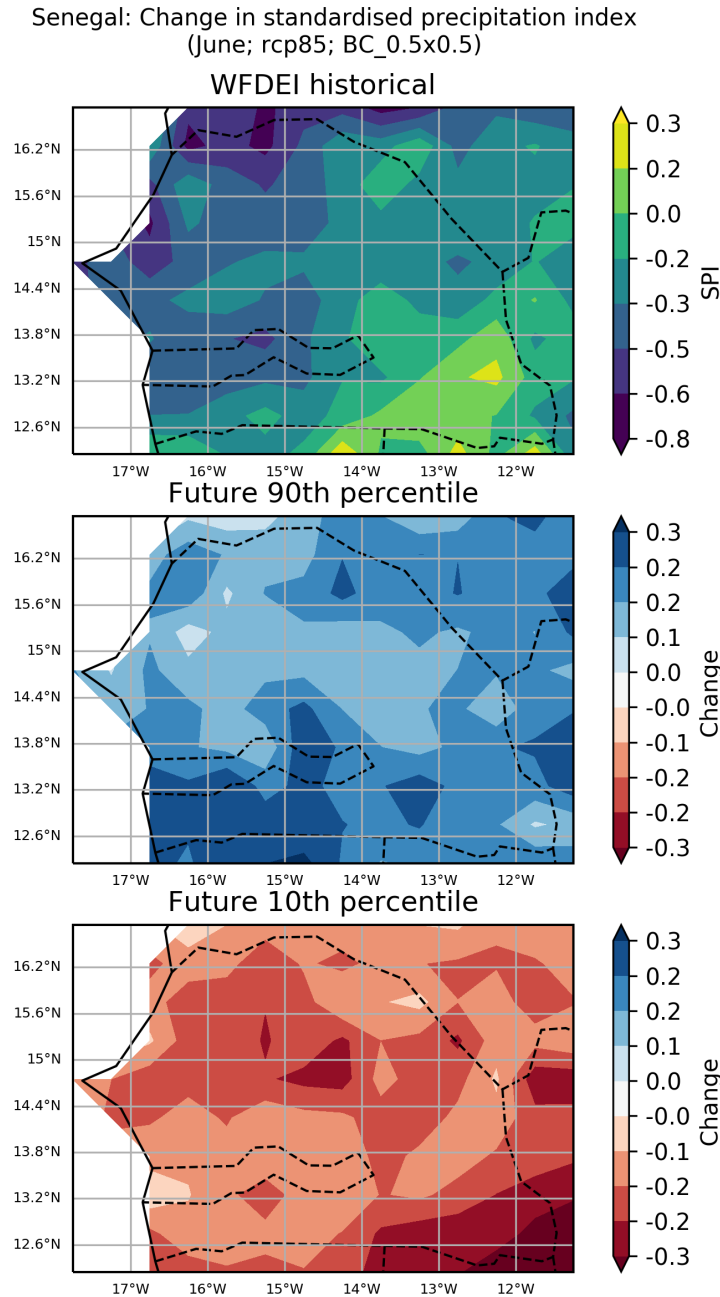 Senegal: Change in standardised precipitation index
(June; rcp85; BC_0.5x0.5)
WFDEI historical
16.2°N
15.6°N
15°N
14.4°N
13.8°N
13.2°N
12.6°N
17°W 16°W 15°W 14°W 13°W 12°W
0.3
0.2
0.0
-0.2
-0.3
-0.5
-0.6
-0.8
SPI
Future 90th percentile
16.2°N
15.6°N
15°N
14.4°N
13.8°N
13.2°N
12.6°N
17°W 16°W 15°W 14°W 13°W 12°W
0.3
0.2
0.2
0.1
0.0
-0.0
-0.1
-0.2
-0.2
-0.3
Change
Future 10th percentile
16.2°N
15.6°N
15°N
14.4°N
13.8°N
13.2°N
12.6°N
17°W 16°W 15°W 14°W 13°W 12°W
0.3
0.2
0.2
0.1
0.0
-0.0
-0.1
-0.2
-0.2
-0.3
Change